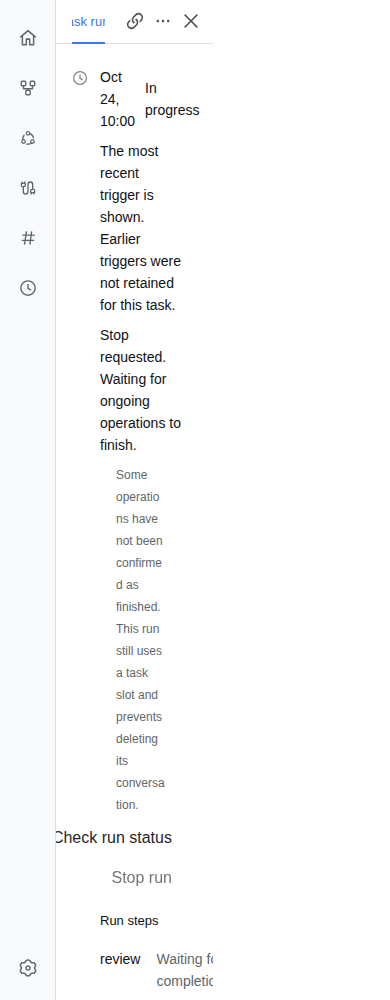 ask run
Oct
24,
10:00
In
progress
The most
recent
trigger is
shown.
Earlier
triggers were
not retained
for this task.
Stop
requested.
Waiting for
ongoing
operations to
finish.
Some
operatio
ns have
not been
confirme
d as
finished.
This run
still uses
a task
slot and
prevents
deleting
its
conversa
tion.
Check run status
Stop run
Run steps
review
Waiting